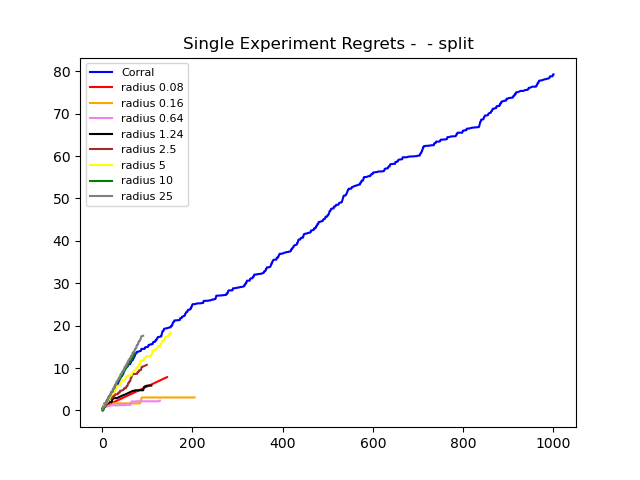 Single Experiment Regrets -  - split
Corral
radius 0.08
radius 0.16
radius 0.64
radius 1.24
radius 2.5
radius 5
radius 10
radius 25
80
70
60
50
40
30
20
10
0
0 200 400 600 800 1000